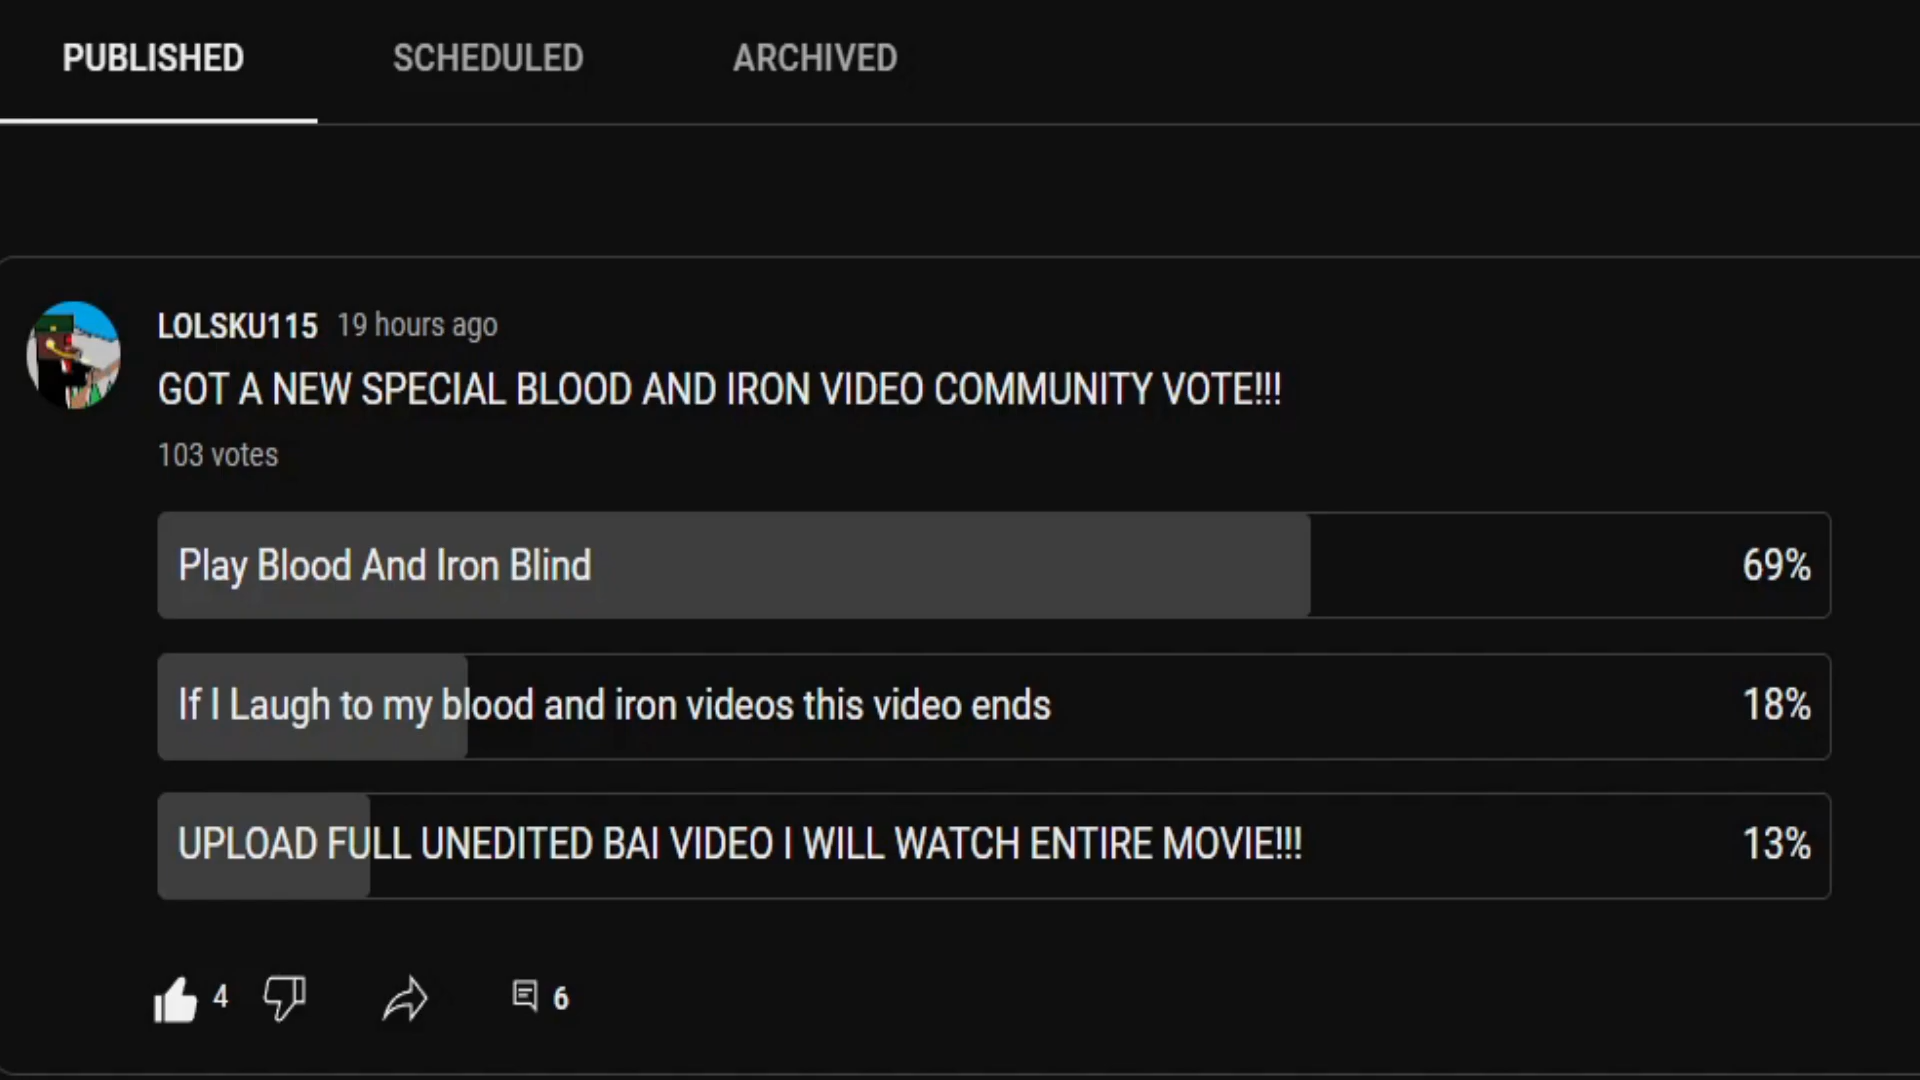 PUBLISHED SCHEDULED ARCHIVED
LOLSKU115 19 hours ago
GOT A NEW SPECIAL BLOOD AND IRON VIDEO COMMUNITY VOTE!!!
103 votes
Play Blood And Iron Blind 69%
If I Laugh to my blood and iron videos this video ends 18%
UPLOAD FULL UNEDITED BAI VIDEO I WILL WATCH ENTIRE MOVIE!!! 13%
4 6